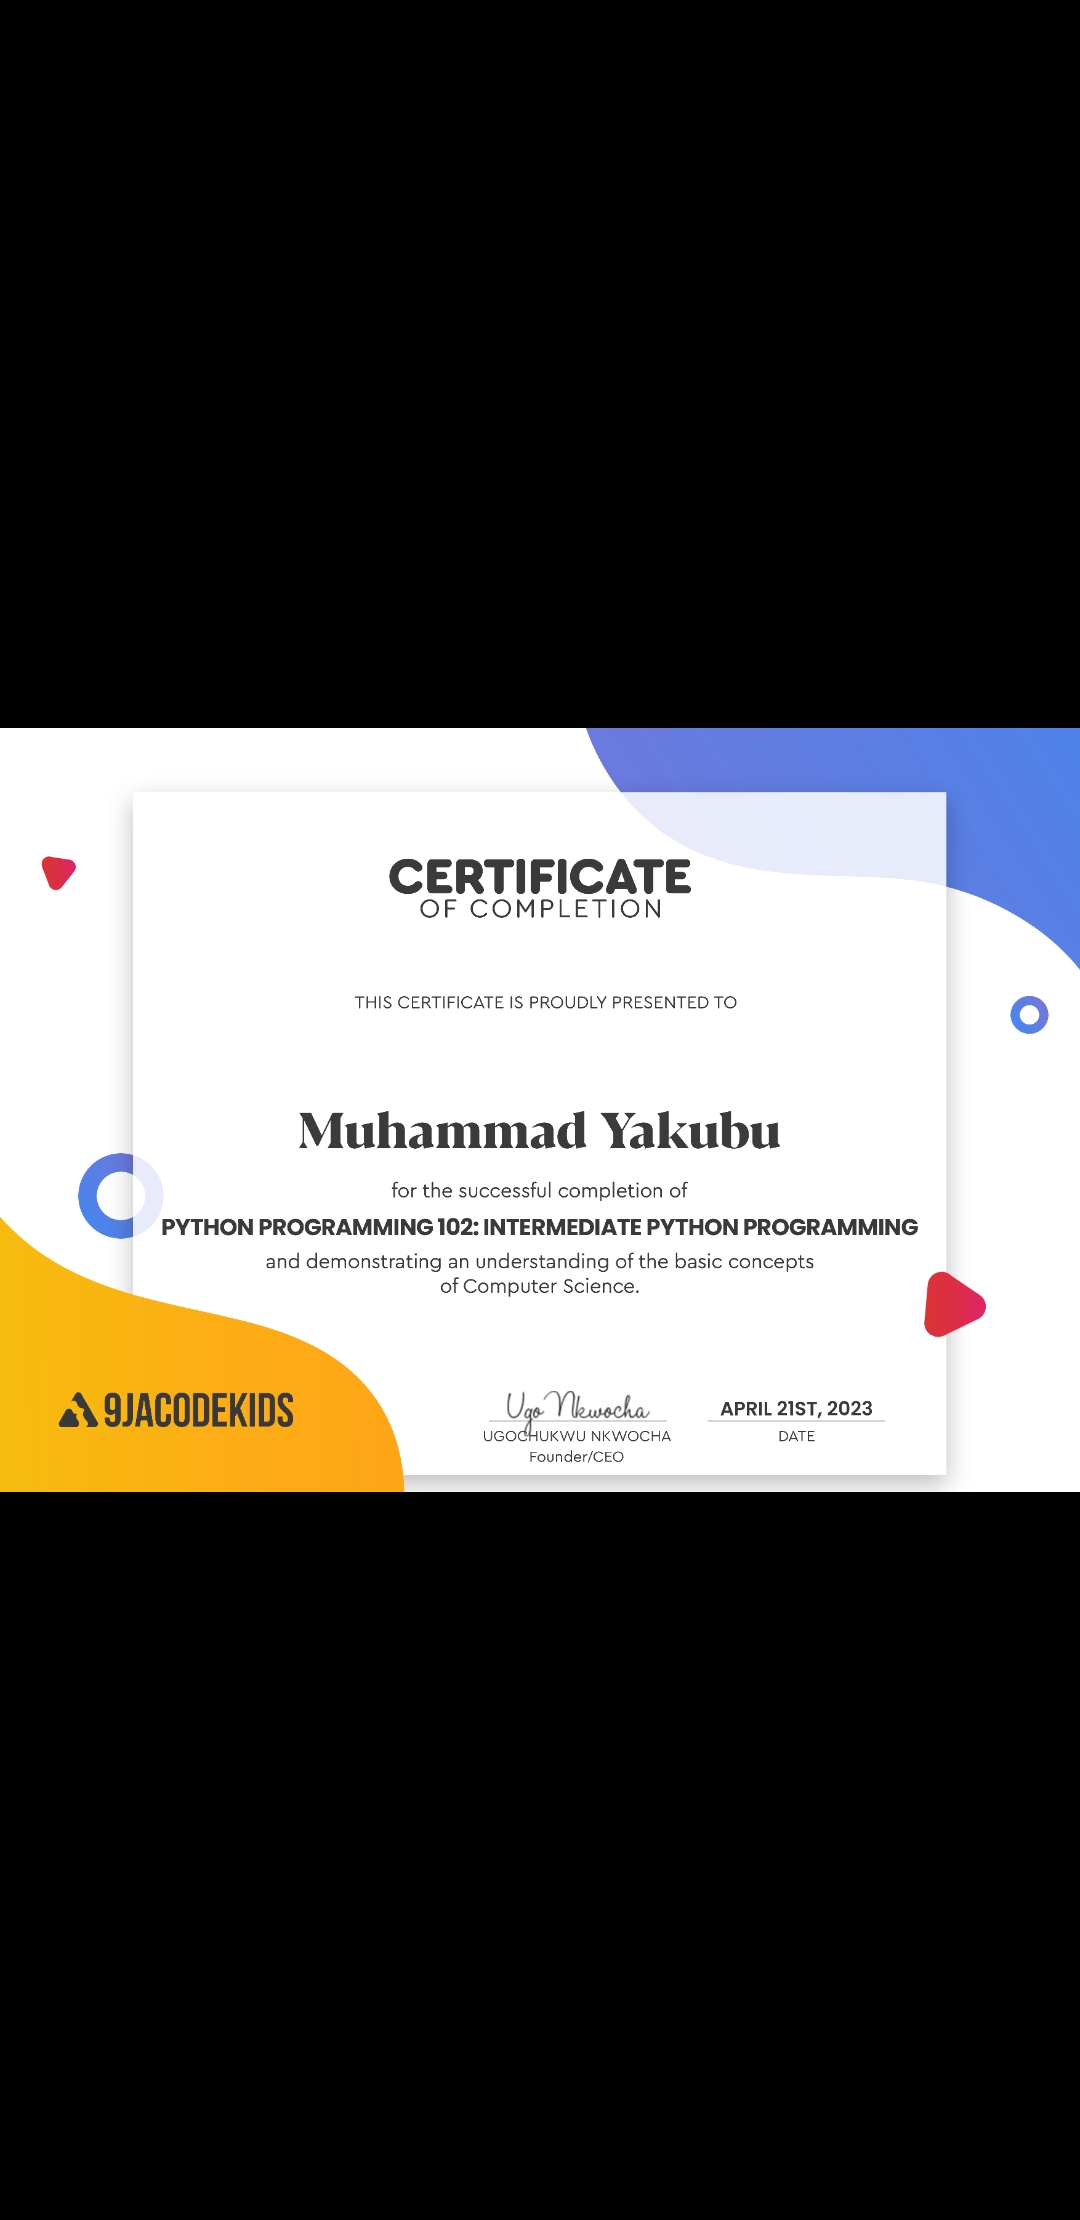 CERTIFICATE
OF COMPLETION
THIS CERTIFICATE IS PROUDLY PRESENTED TO
Muhammad Yakubu
for the successful completion of
PYTHON PROGRAMMING 102: INTERMEDIATE PYTHON PROGRAMMING
and demonstrating an understanding of the basic concepts
of Computer Science.
9JACODEKIDS
Ugo Nkwocha
UGOCHUKWU NKWOCHA
Founder/CEO
APRIL 21ST, 2023
DATE